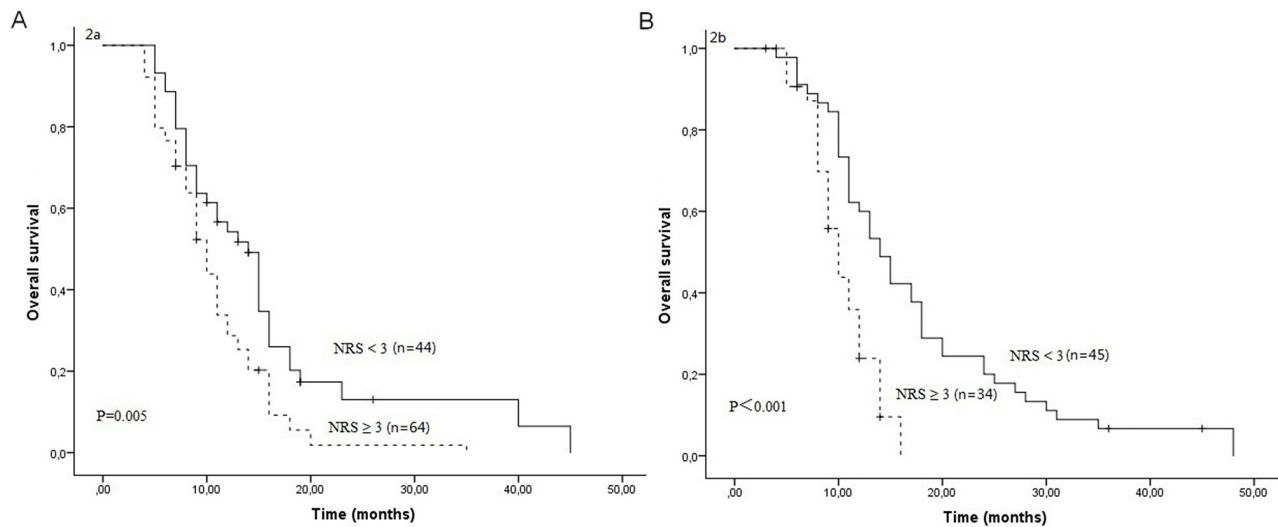 A
2a
Overall survival
1,0
0,8
0,6
0,4
0,2
0,0
NRS < 3 (n=44)
NRS ≥ 3 (n=64)
P=0.005
,00 10,00 20,00 30,00 40,00 50,00
Time (months)
B
2b
Overall survival
1,0
0,8
0,6
0,4
0,2
0,0
NRS < 3 (n=45)
NRS ≥ 3 (n=34)
P<0.001
,00 10,00 20,00 30,00 40,00 50,00
Time (months)